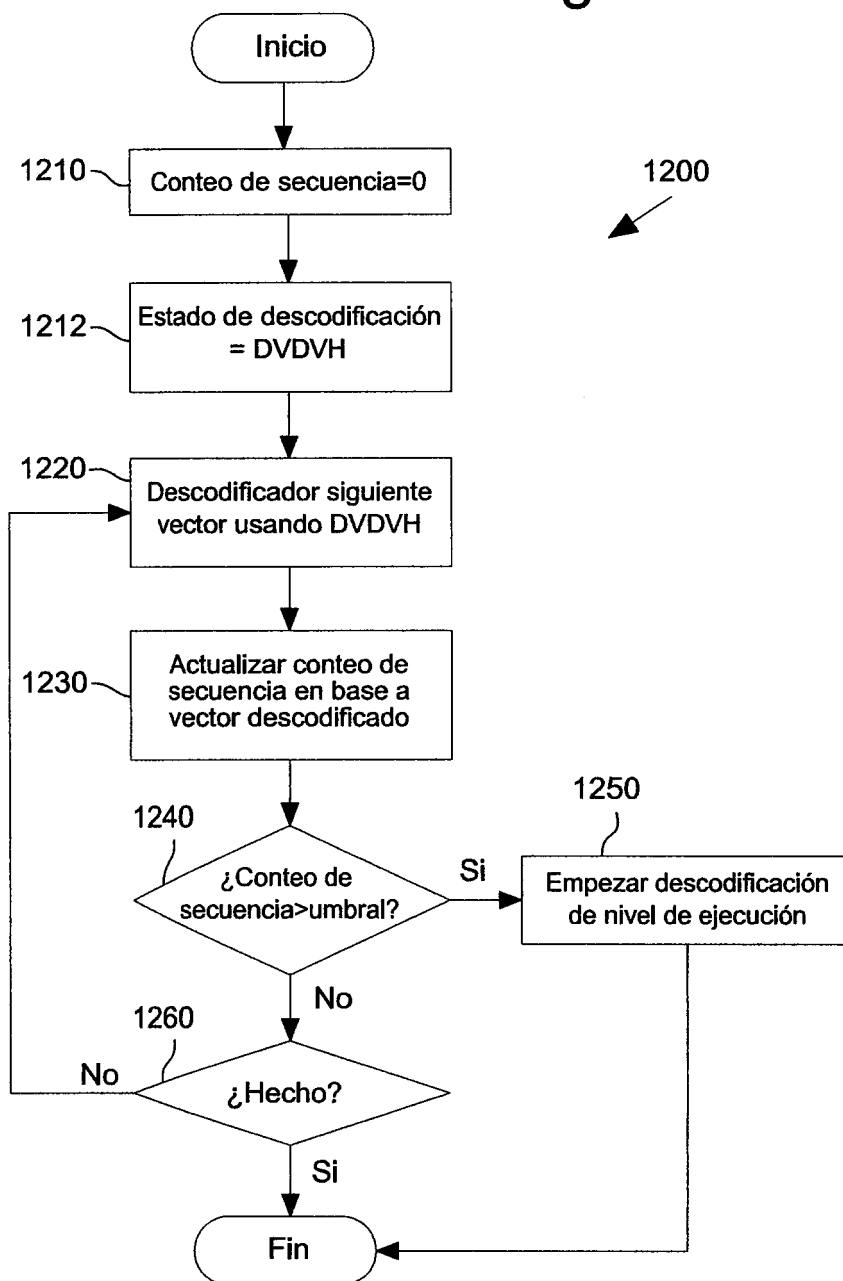 Inicio
1210
Conteo de secuencia=0
1200
1212
Estado de descodificación
= DVDVH
1220
Descodificador siguiente
vector usando DVDVH
1230
Actualizar conteo de
secuencia en base a
vector descodificado
1240
¿Conteo de
secuencia>umbral?
Si
1250
Empezar descodificación
de nivel de ejecución
No
1260
¿Hecho?
No
Si
Fin